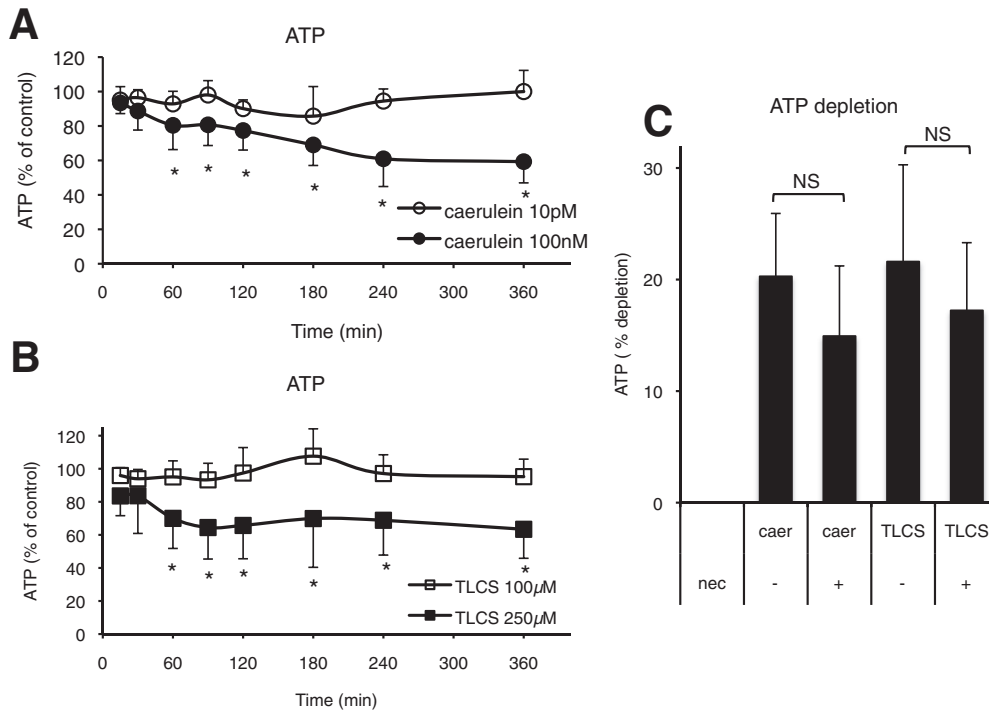 A
ATP
120
100
80
60
40
20
0
ATP (% of control)
* * * * * *
caerulein 10pM
caerulein 100nM
0 60 120 180 240 300 360
Time (min)
B
ATP
120
100
80
60
40
20
0
ATP (% of control)
* * * * * *
TLCS 100µM
TLCS 250µM
0 60 120 180 240 300 360
Time (min)
C
ATP depletion
NS
NS
30
20
10
0
ATP ( % depletion)
caer caer TLCS TLCS
nec - + - +